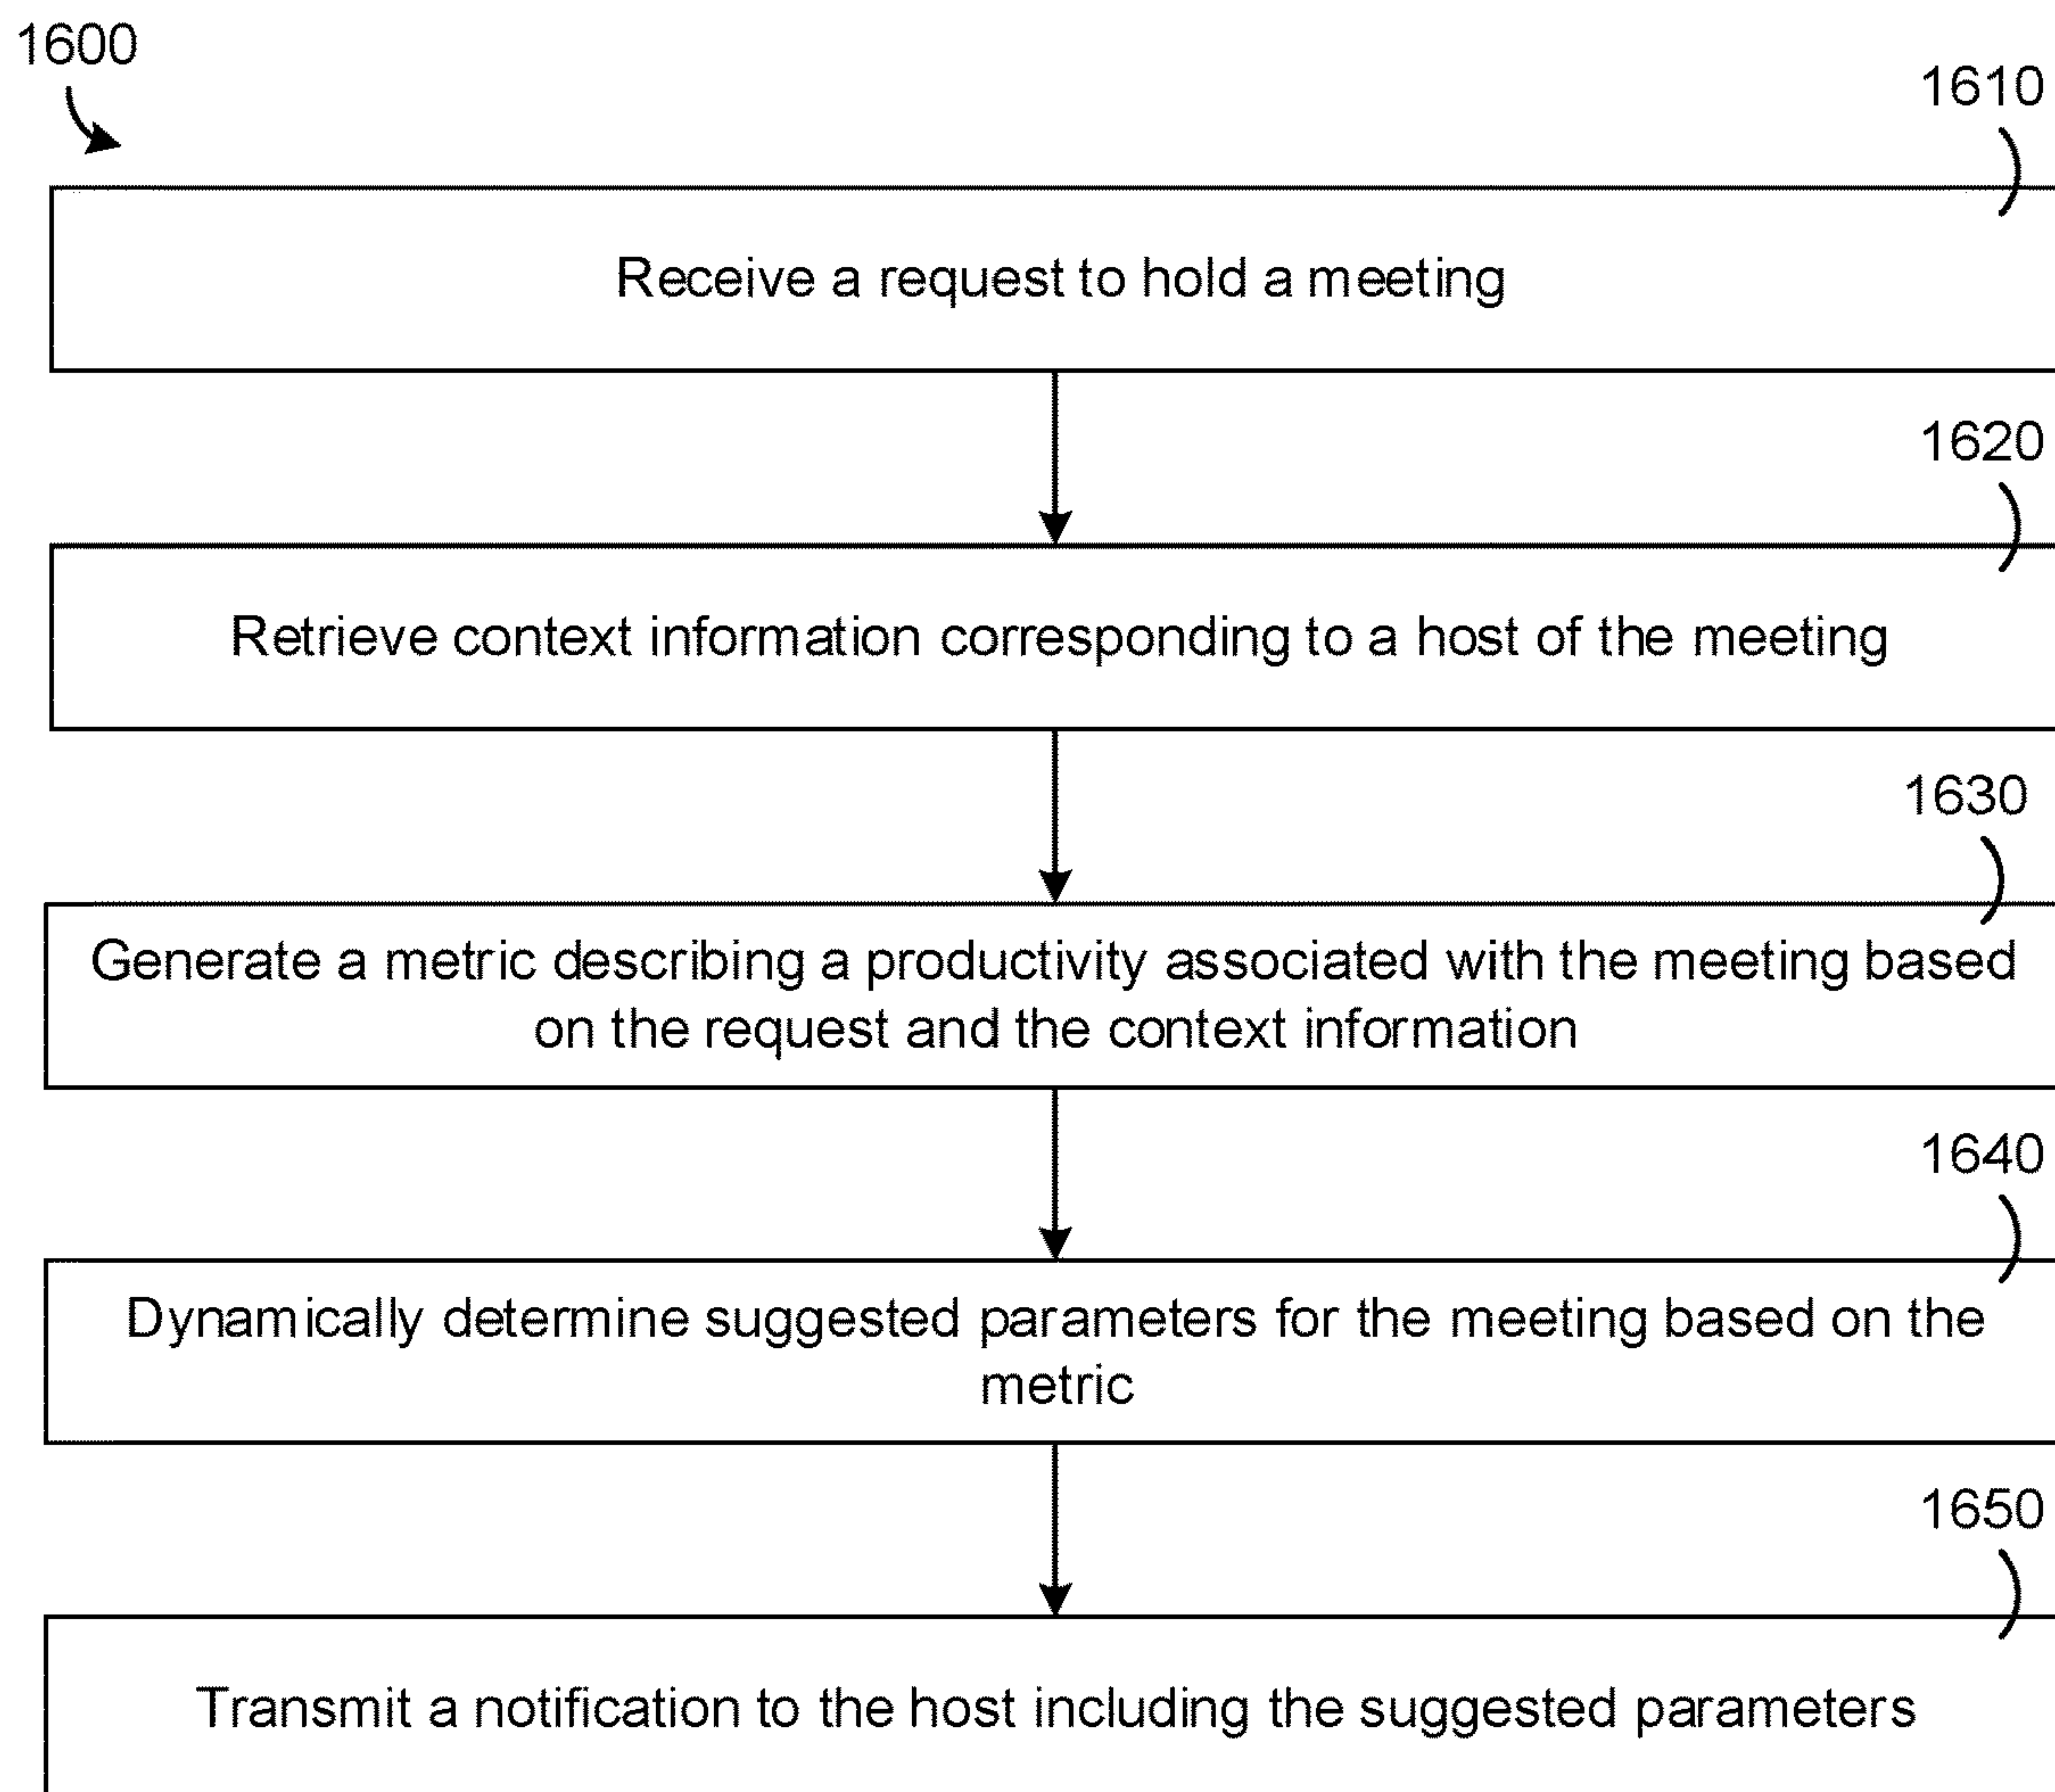 1600
1610
Receive a request to hold a meeting
1620
Retrieve context information corresponding to a host of the meeting
1630
Generate a metric describing a productivity associated with the meeting based
on the request and the context information
1640
Dynamically determine suggested parameters for the meeting based on the
metric
1650
Transmit a notification to the host including the suggested parameters